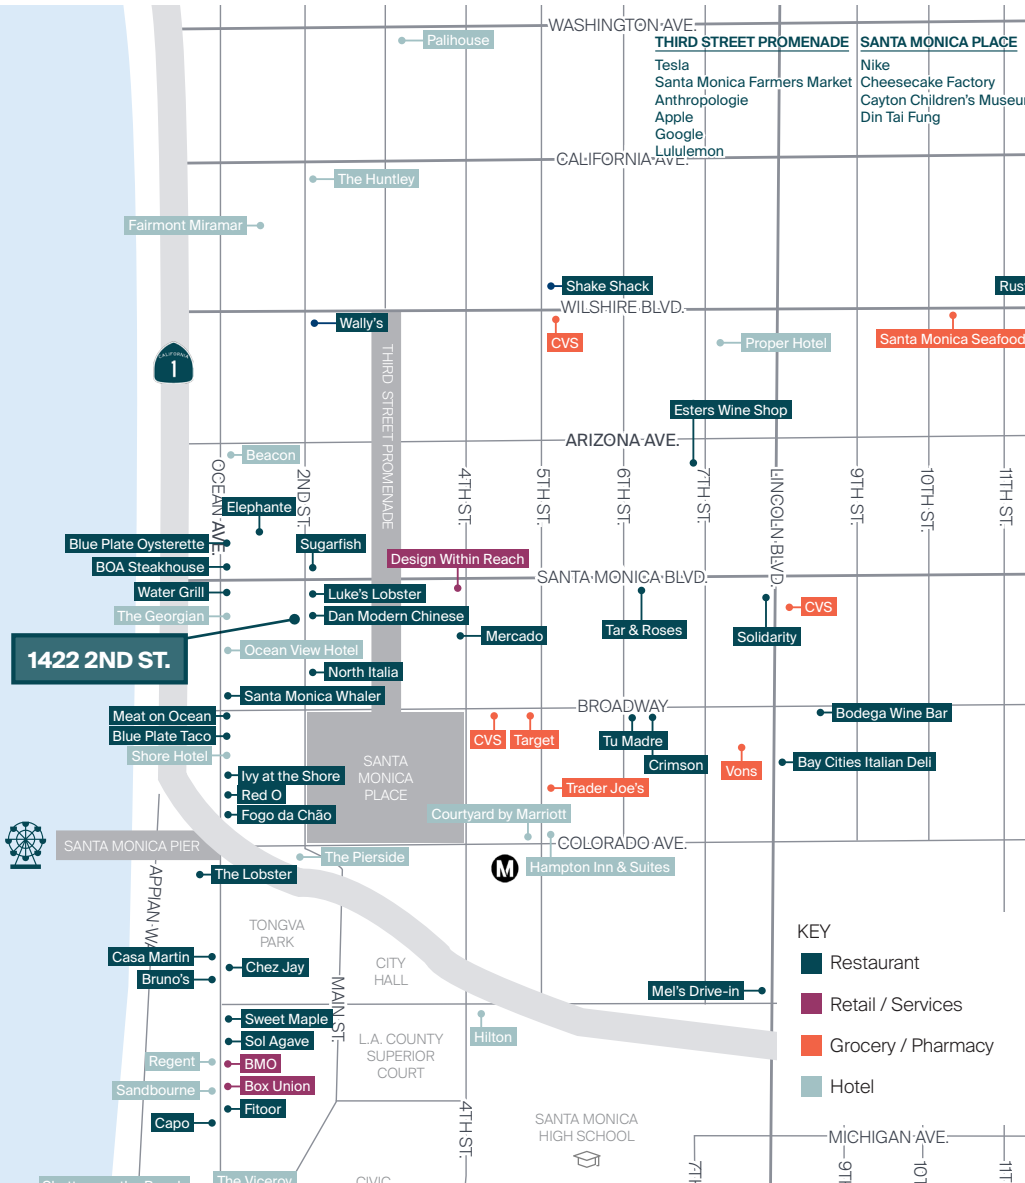 WASHINGTON AVE.
Palihouse
THIRD STREET PROMENADE
Tesla
Santa Monica Farmers Market
Anthropologie
Apple
Google
Lululemon
SANTA MONICA PLACE
Nike
Cheesecake Factory
Cayton Children's
Din Tai Fung
CALIFORNIA AVE.
The Huntley
Fairmont Miramar
Shake Shack
WILSHIRE BLVD.
Wally's
CVS
Proper Hotel
Santa Monica Seafood
CALIFORNIA
1
THIRD STREET PROMENADE
Esters Wine Shop
ARIZONA AVE.
Beacon
OCEAN AVE.
2ND ST.
4TH ST.
5TH ST.
6TH ST.
7TH ST.
LINCOLN BLVD.
9TH ST.
10TH ST.
11TH ST.
Elephante
Blue Plate Oysterette
Sugarfish
BOA Steakhouse
Design Within Reach
SANTA MONICA BLVD.
Water Grill
Luke's Lobster
The Georgian
Dan Modern Chinese
CVS
Mercado
Tar & Roses
Solidarity
1422 2ND ST.
Ocean View Hotel
North Italia
Santa Monica Whaler
BROADWAY
Meat on Ocean
Blue Plate Taco
CVS
Target
Tu Madre
Bodega Wine Bar
Shore Hotel
SANTA
MONICA
PLACE
Crimson
Vons
Bay Cities Italian Deli
Ivy at the Shore
Red O
Trader Joe's
Fogo da Chão
Courtyard by Marriott
SANTA MONICA PIER
COLORADO AVE.
The Pierside
M
Hampton Inn & Suites
The Lobster
APPIAN
TONGVA
PARK
Casa Martin
Chez Jay
CITY
HALL
Bruno's
MAIN ST.
Mel's Drive-in
KEY
Restaurant
Retail / Services
Grocery / Pharmacy
Hotel
Sweet Maple
Sol Agave
L.A. COUNTY
SUPERIOR
COURT
Hilton
Regent
BMO
Sandbourne
Box Union
Fitoor
Capo
4TH ST.
SANTA MONICA
HIGH SCHOOL
MICHIGAN AVE.
The Viceroy
CIVIC